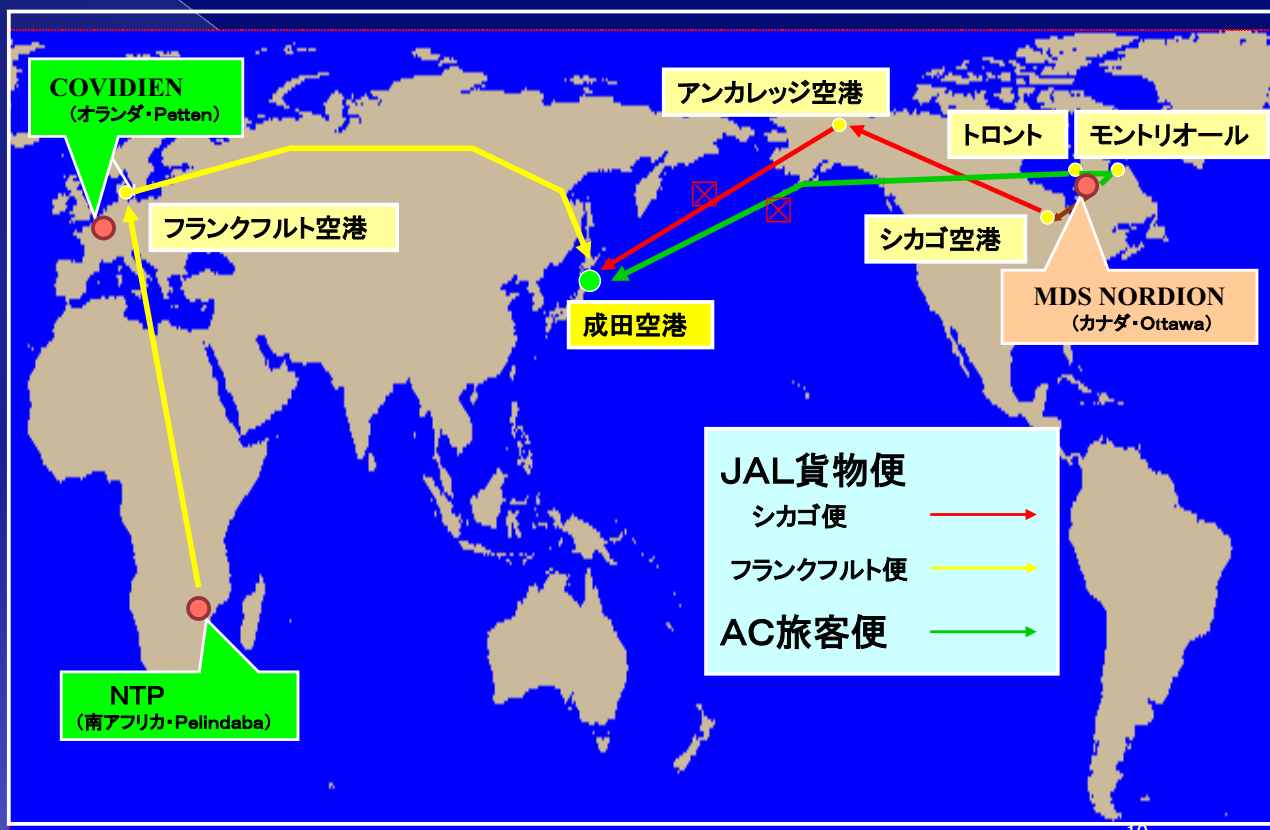 COVIDIEN
（オランダ・Petten）
アンカレッジ空港
トロント
モントリオール
フランクフルト空港
シカゴ空港
MDS NORDION
（カナダ・Ottawa）
成田空港
JAL貨物便
シカゴ便
フランクフルト便
AC旅客便
NTP
（南アフリカ・Pelindaba）